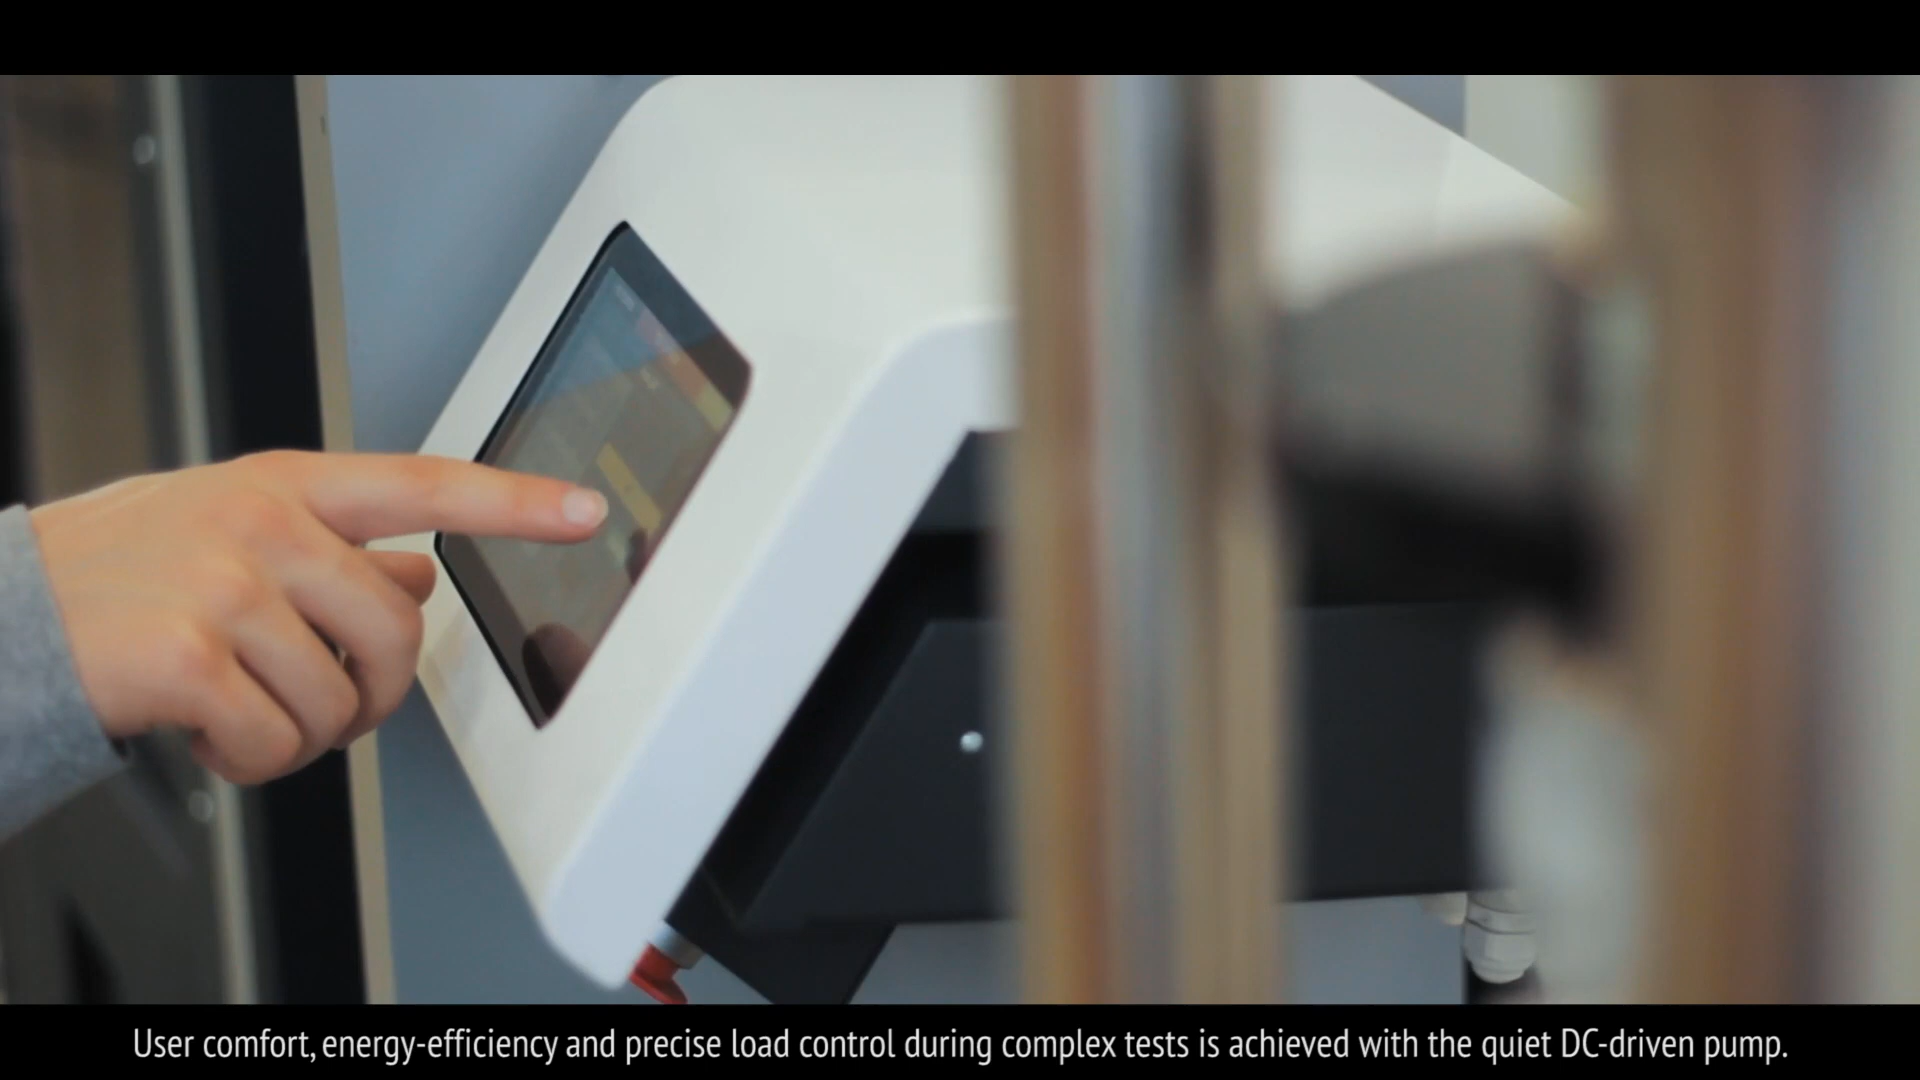 User comfort, energy-efficiency and precise load control during complex tests is achieved with the quiet DC-driven pump.